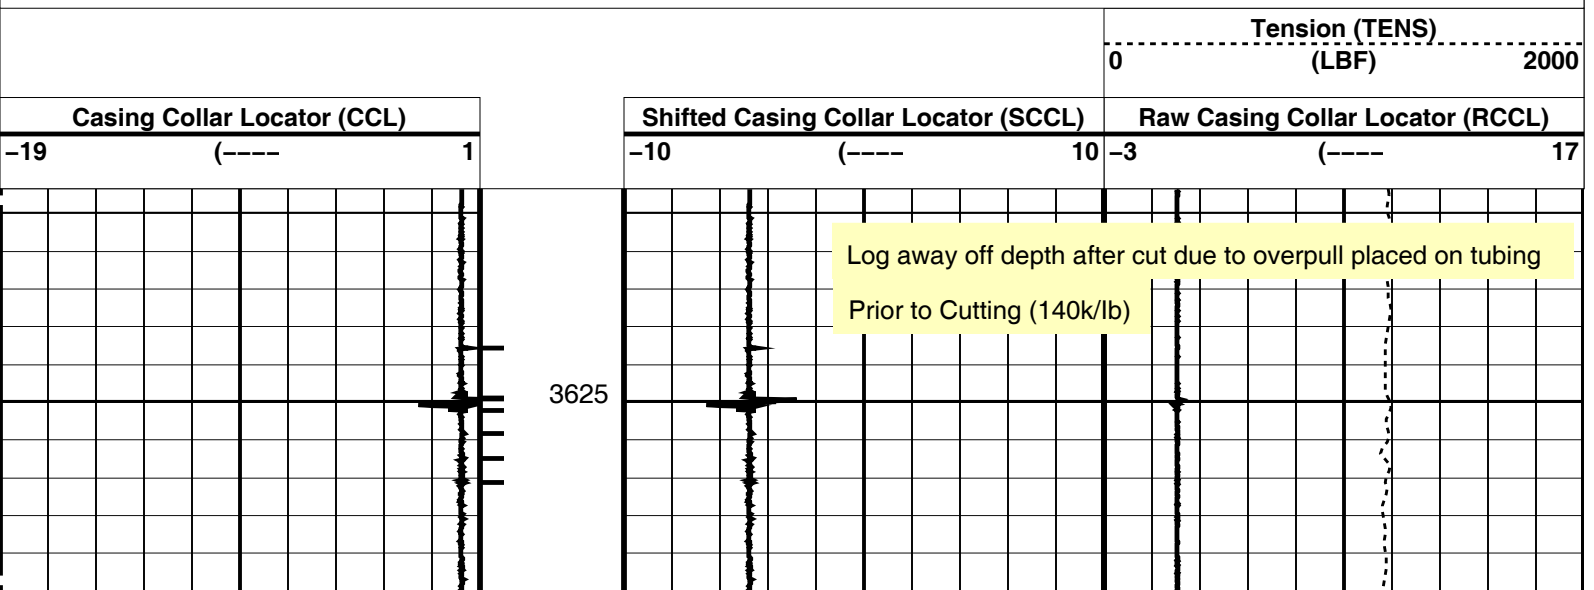 Tension (TENS)
0 (LBF) 2000
Casing Collar Locator (CCL) Shifted Casing Collar Locator (SCCL) Raw Casing Collar Locator (RCCL)
−19 (−−−− 1 −10 (−−−− 10 −3 (−−−− 17
Log away off depth after cut due to overpull placed on tubing
Prior to Cutting (140k/lb)
3625